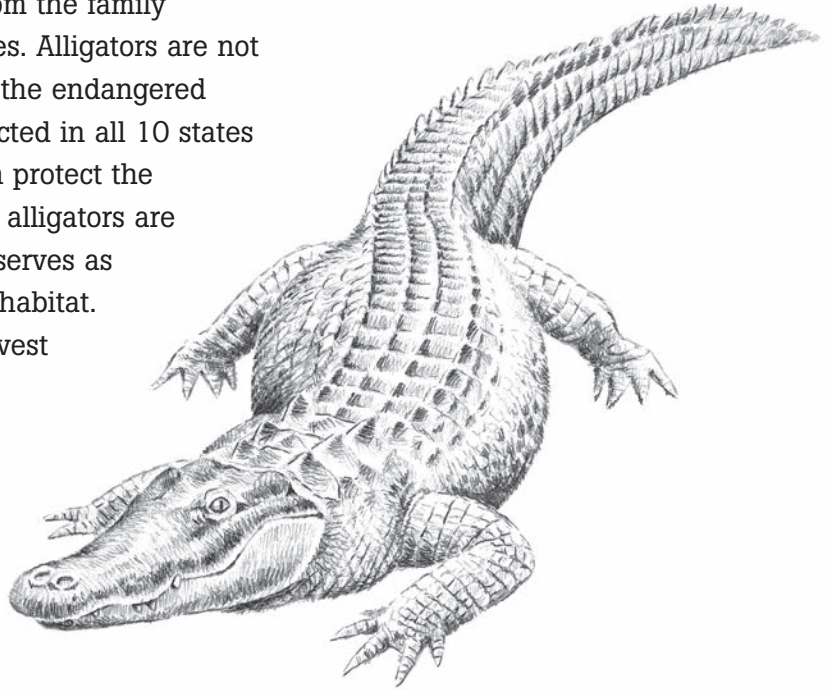 om the family
es. Alligators are not
the endangered
cted in all 10 states
protect the
alligators are
serves as
habitat.
vest